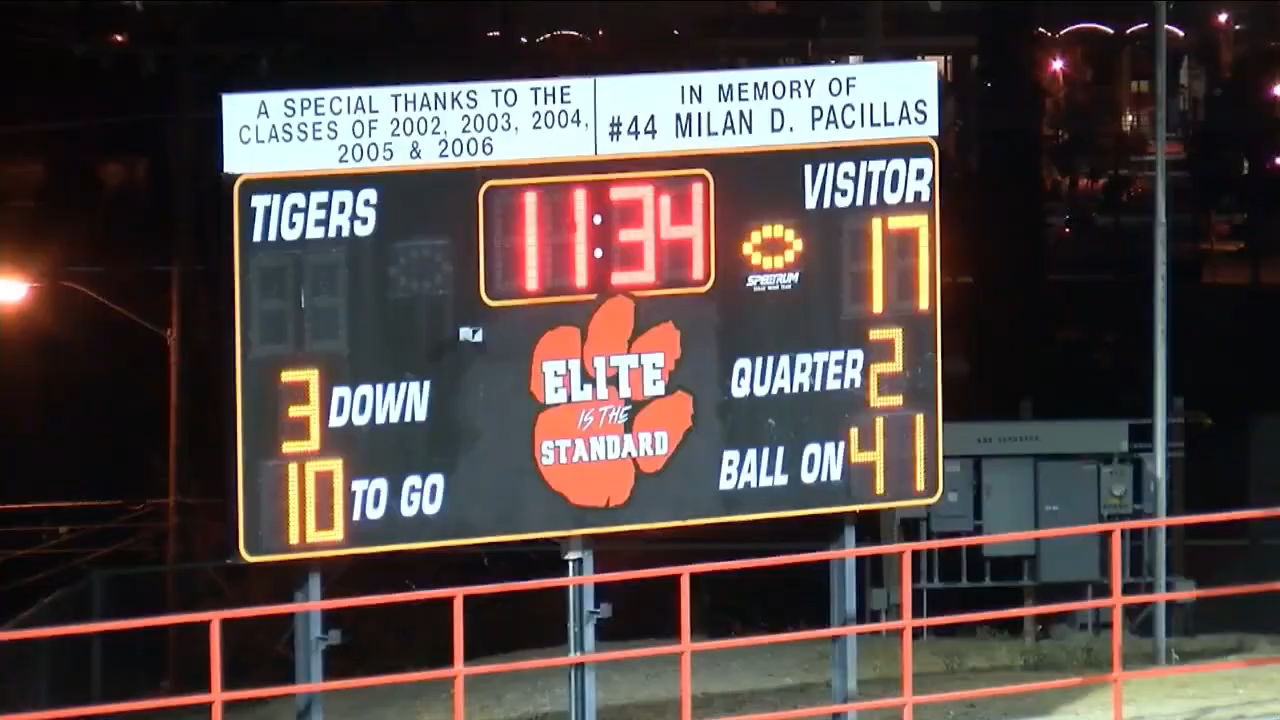 A SPECIAL THANKS TO THE
CLASSES OF 2002, 2003, 2004,
2005 & 2006
IN MEMORY OF
#44 MILAN D. PACILLAS
TIGERS
11:34
VISITOR
17
SPECTRUM
3 DOWN
10 TO GO
ELITE
IS THE
STANDARD
QUARTER 2
BALL ON 41